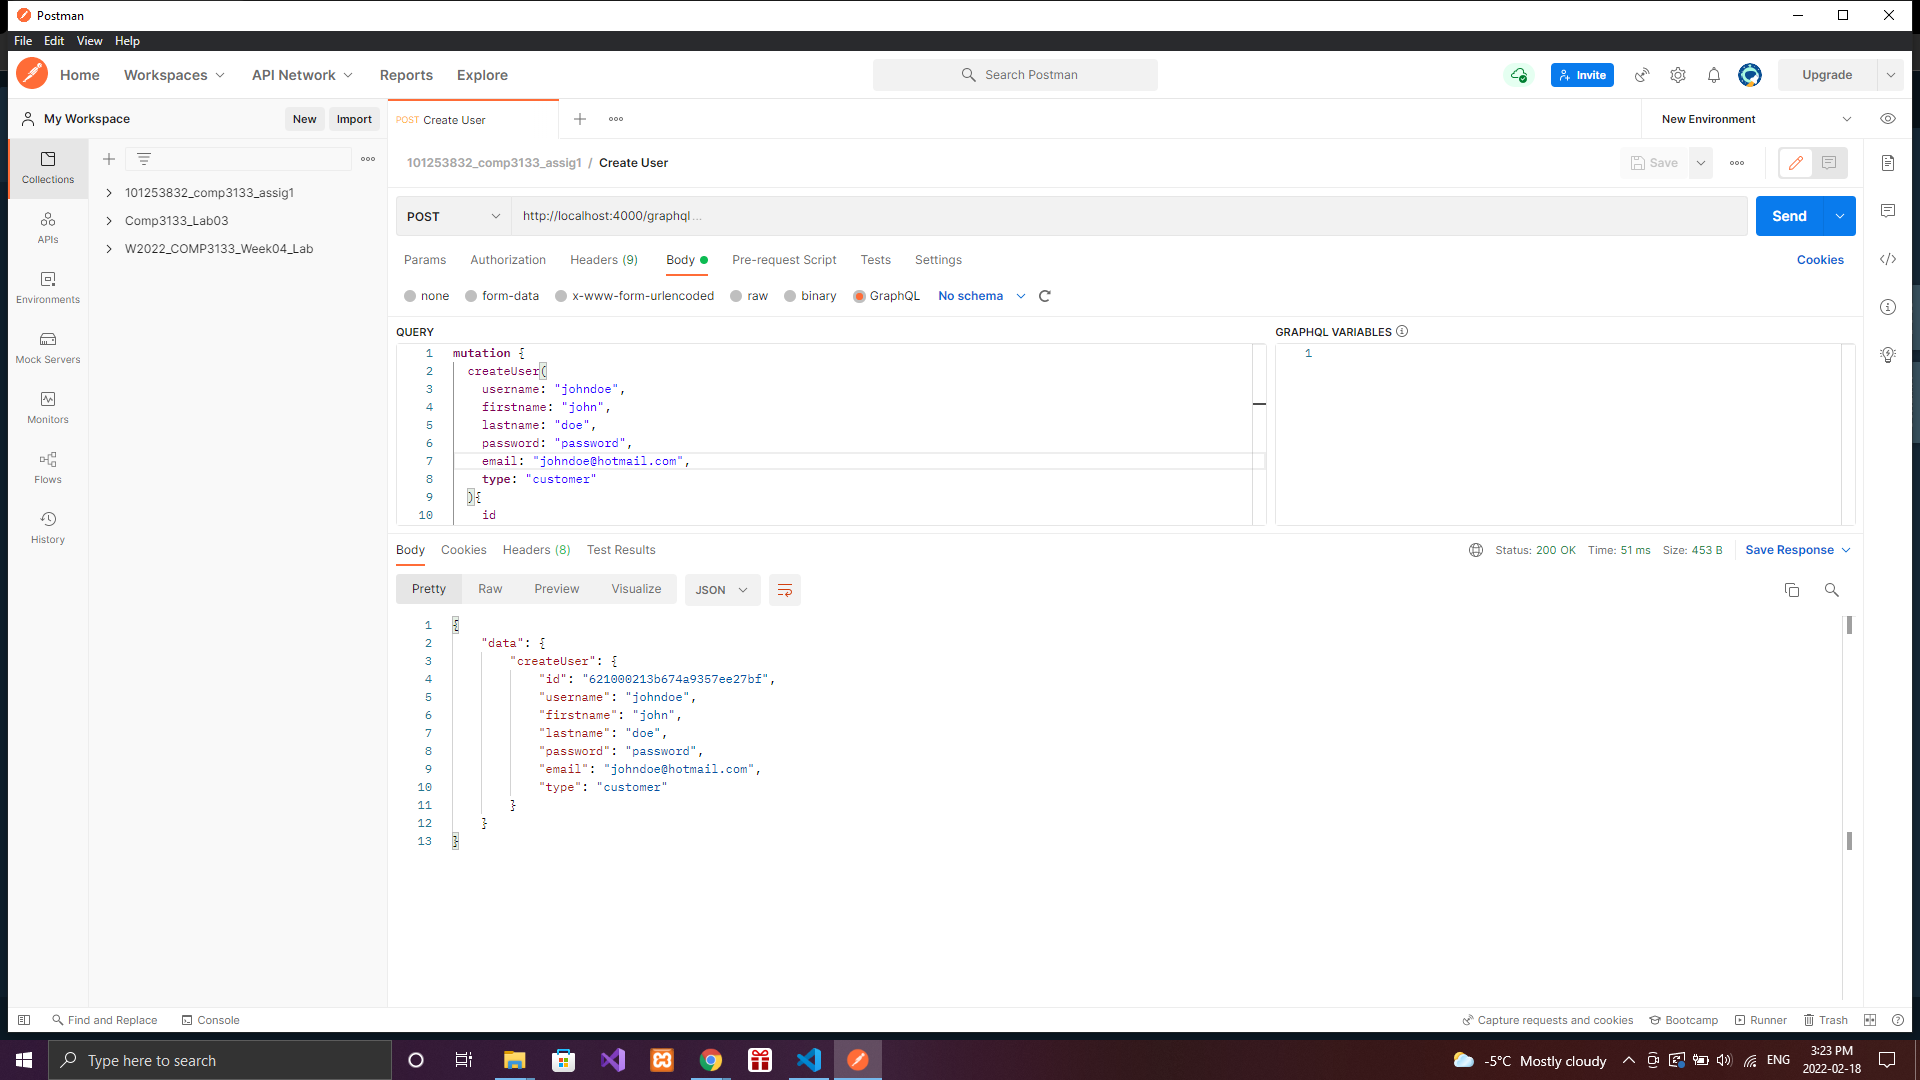 Postman
File Edit View Help
Home Workspaces API Network Reports Explore Search Postman Invite Upgrade
My Workspace New Import POST Create User New Environment
101253832_comp3133_assig1 / Create User Save
Collections
101253832_comp3133_assig1
Comp3133_Lab03
W2022_COMP3133_Week04_Lab
APIs
Environments
Mock Servers
Monitors
Flows
History
POST http://localhost:4000/graphql... Send
Params Authorization Headers (9) Body Pre-request Script Tests Settings Cookies
none form-data x-www-form-urlencoded raw binary GraphQL No schema
QUERY
1 mutation {
2 createUser(
3 username: "johndoe",
4 firstname: "john",
5 lastname: "doe",
6 password: "password",
7 email: "johndoe@hotmail.com",
8 type: "customer"
9 ){
10 id
GRAPHQL VARIABLES
1
Body Cookies Headers (8) Test Results Status: 200 OK Time: 51 ms Size: 453 B Save Response
Pretty Raw Preview Visualize JSON
1 {
2 "data": {
3 "createUser": {
4 "id": "621000213b674a9357ee27bf",
5 "username": "johndoe",
6 "firstname": "john",
7 "lastname": "doe",
8 "password": "password",
9 "email": "johndoe@hotmail.com",
10 "type": "customer"
11 }
12 }
13 }
Find and Replace Console Capture requests and cookies Bootcamp Runner Trash
Type here to search -5°C Mostly cloudy ENG 3:23 PM
2022-02-18